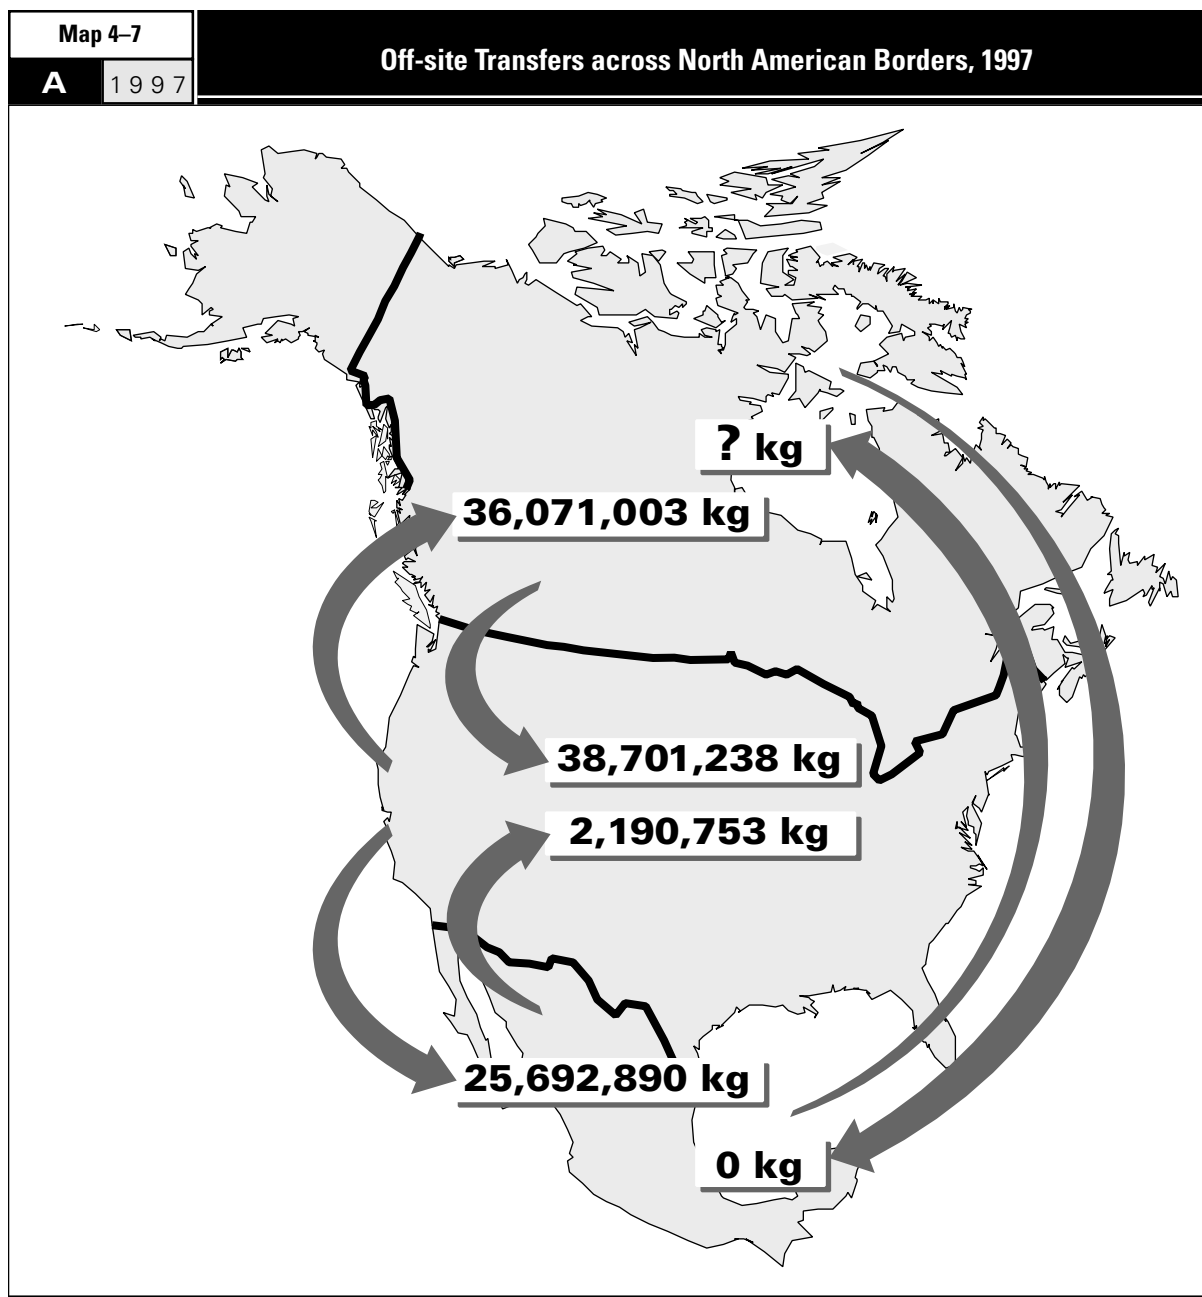 Map 4–7
A 1997
Off-site Transfers across North American Borders, 1997
? kg
36,071,003 kg
38,701,238 kg
2,190,753 kg
25,692,890 kg
0 kg